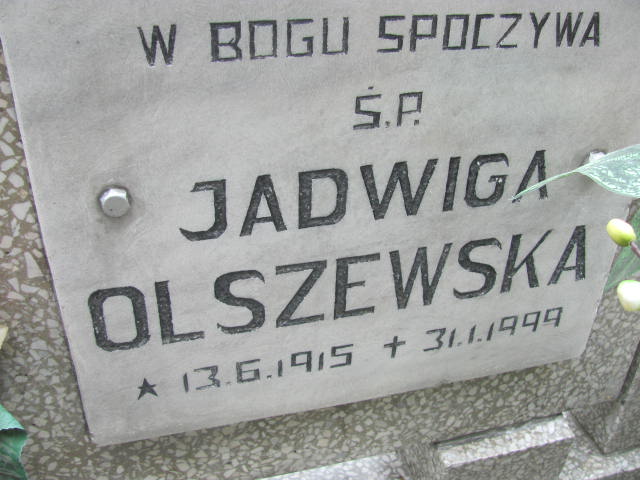 W BOGU SPOCZYWA
Ś.P.
JADWIGA
OLSZEWSKA
★ 13.6.1915 + 31.1.1999